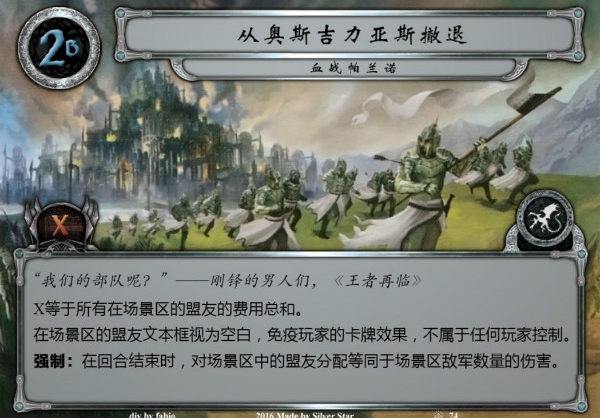 2B
从奥斯吉力亚斯撤退
血战帕兰诺
X
“我们的部队呢？”——刚铎的男人们，《王者再临》
X等于所有在场景区的盟友的费用总和。
在场景区的盟友文本框视为空白，免疫玩家的卡牌效果，不属于任何玩家控制。
强制：在回合结束时，对场景区中的盟友分配等同于场景区敌军数量的伤害。
diy by fabio
2016 Made by Silver Star
74